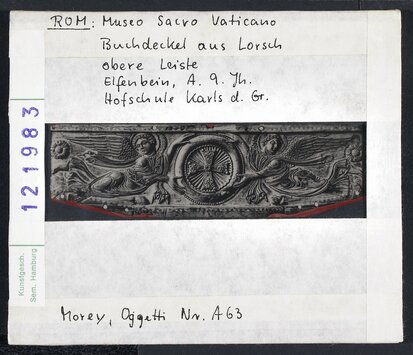 ROM: Museo Sacro Vaticano
Buchdeckel aus Lorsch
obere Leiste
Elfenbein, A. 9. Jh.
Hofschule Karls d. Gr.
121983
Kunstgesch.
Sem. Hamburg
Morey, Oggetti Nr. A63